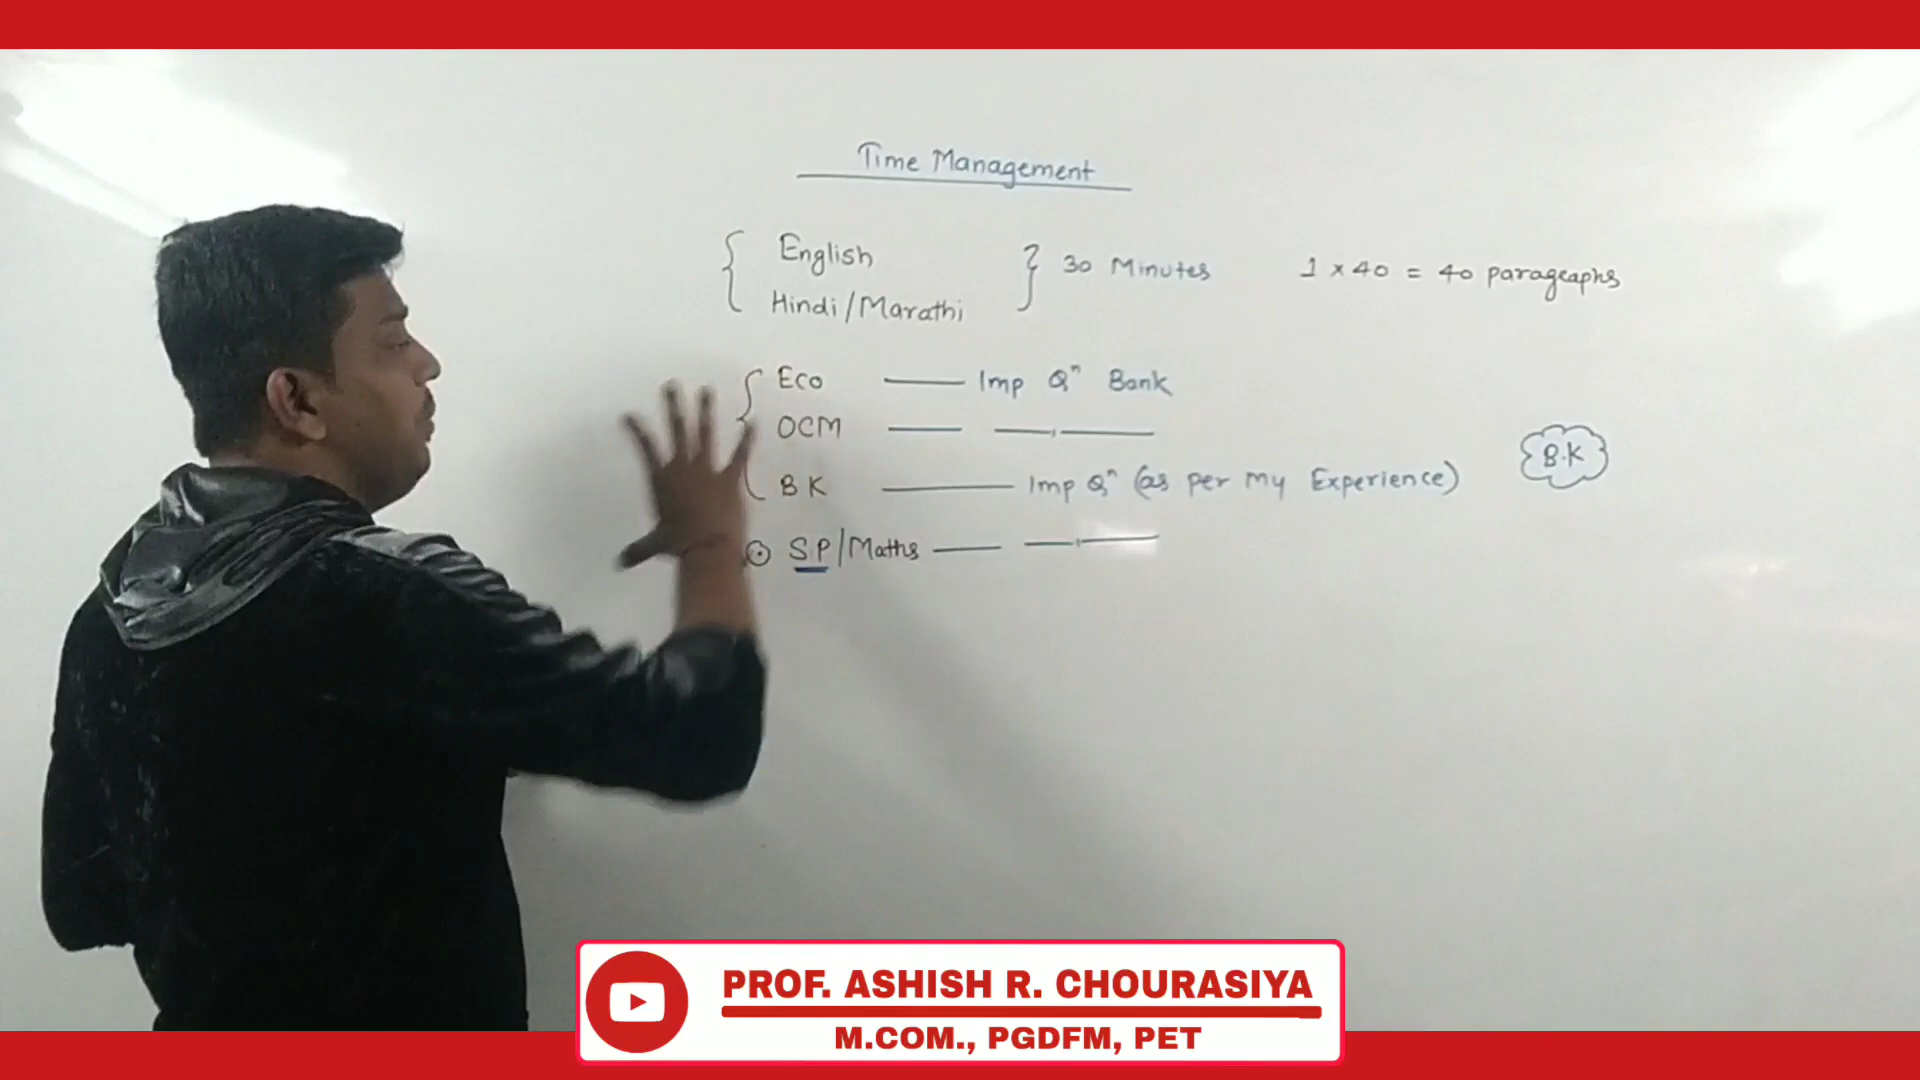 Time Management
English
Hindi/Marathi
30 Minutes 1 x 40 = 40 paragraphs
Eco —— Imp Qⁿ Bank
OCM —— —,—
BK —— Imp Qⁿ (as per My Experience)
B.K
SP/Maths —— —,—
PROF. ASHISH R. CHOURASIYA
M.COM., PGDFM, PET